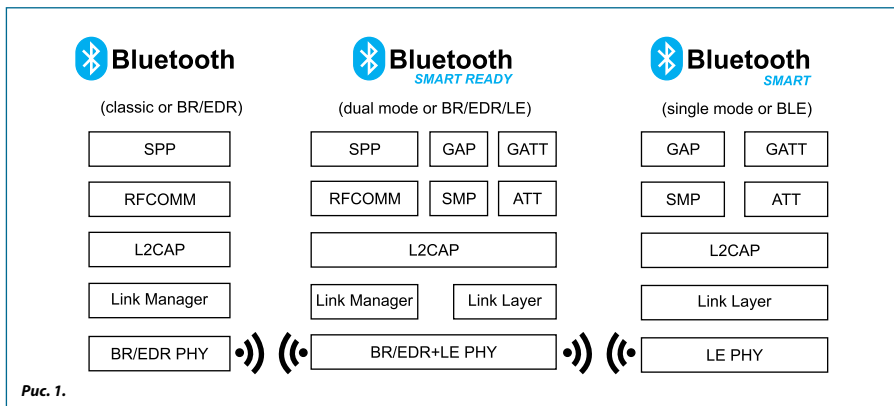 Bluetooth
Bluetooth
SMART READY
Bluetooth
SMART
(classic or BR/EDR)
(dual mode or BR/EDR/LE)
(single mode or BLE)
SPP
SPP
GAP
GATT
GAP
GATT
RFCOMM
RFCOMM
SMP
ATT
SMP
ATT
L2CAP
L2CAP
L2CAP
Link Manager
Link Manager
Link Layer
Link Layer
BR/EDR PHY
BR/EDR+LE PHY
LE PHY
Рис. 1.